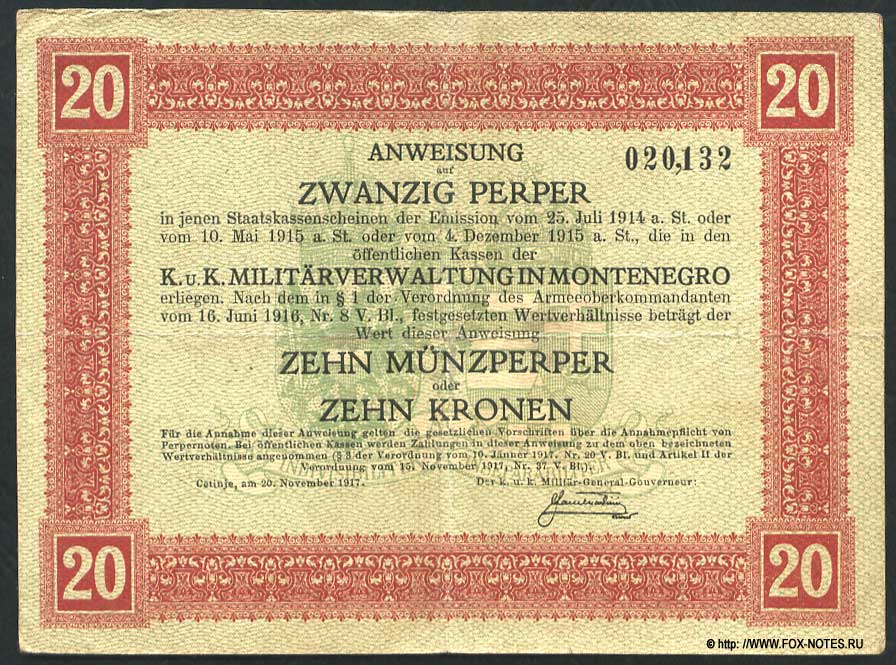 20
20
ANWEISUNG
020,132
auf
ZWANZIG PERPER
in jenen Staatskassenscheinen der Emission vom 25. Juli 1914 a. St. oder
vom 10. Mai 1915 a. St. oder vom 4. Dezember 1915 a. St., die in den
öffentlichen Kassen der
K.U.K. MILITÄRVERWALTUNG IN MONTENEGRO
erliegen. Nach dem in § 1 der Verordnung des Armeeoberkommandanten
vom 16. Juni 1916, Nr. 8 V. Bl., festgesetzten Wertverhältnisse beträgt der
Wert dieser Anweisung
ZEHN MÜNZPERPER
oder
ZEHN KRONEN
Für die Annahme dieser Anweisung gelten die gesetzlichen Vorschriften über die Annahmepflicht von
Perpernoten. Bei öffentlichen Kassen werden Zahlungen in dieser Anweisung zu dem oben bezeichneten
Wertverhältnisse angenommen (§ 3 der Verordnung vom 10. Jänner 1917, Nr. 20 V. Bl. und Artikel II der
Verordnung vom 15. November 1917, Nr. 37 V. Bl.).
Cetinje, am 20. November 1917.
Der k. u. k. Militär-General-Gouverneur:
20
20
© http: //WWW.FOX-NOTES.RU